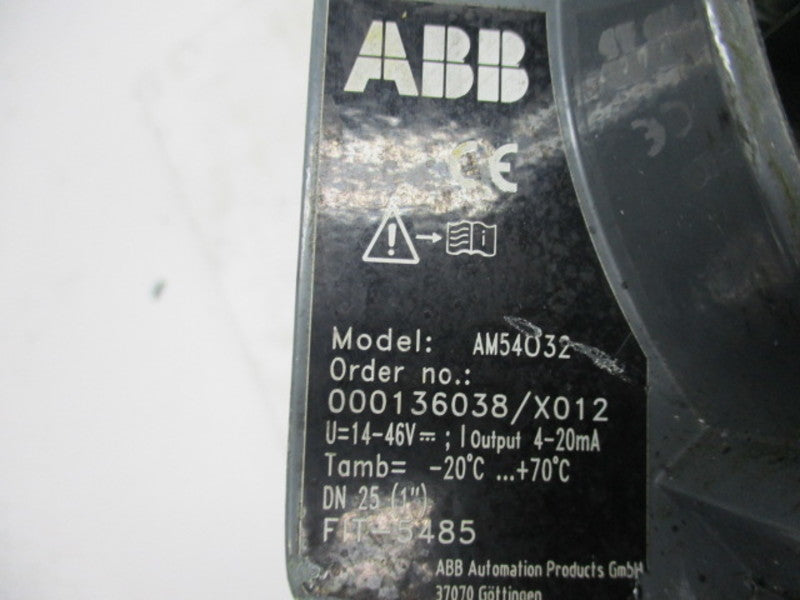 ABB
CE
Model: AM54032
Order no.:
000136038/X012
U=14-46V⎓ ; I Output 4-20mA
Tamb= -20°C ...+70°C
DN 25 (1")
FIT-5485
ABB Automation Products GmbH
37070 Göttingen